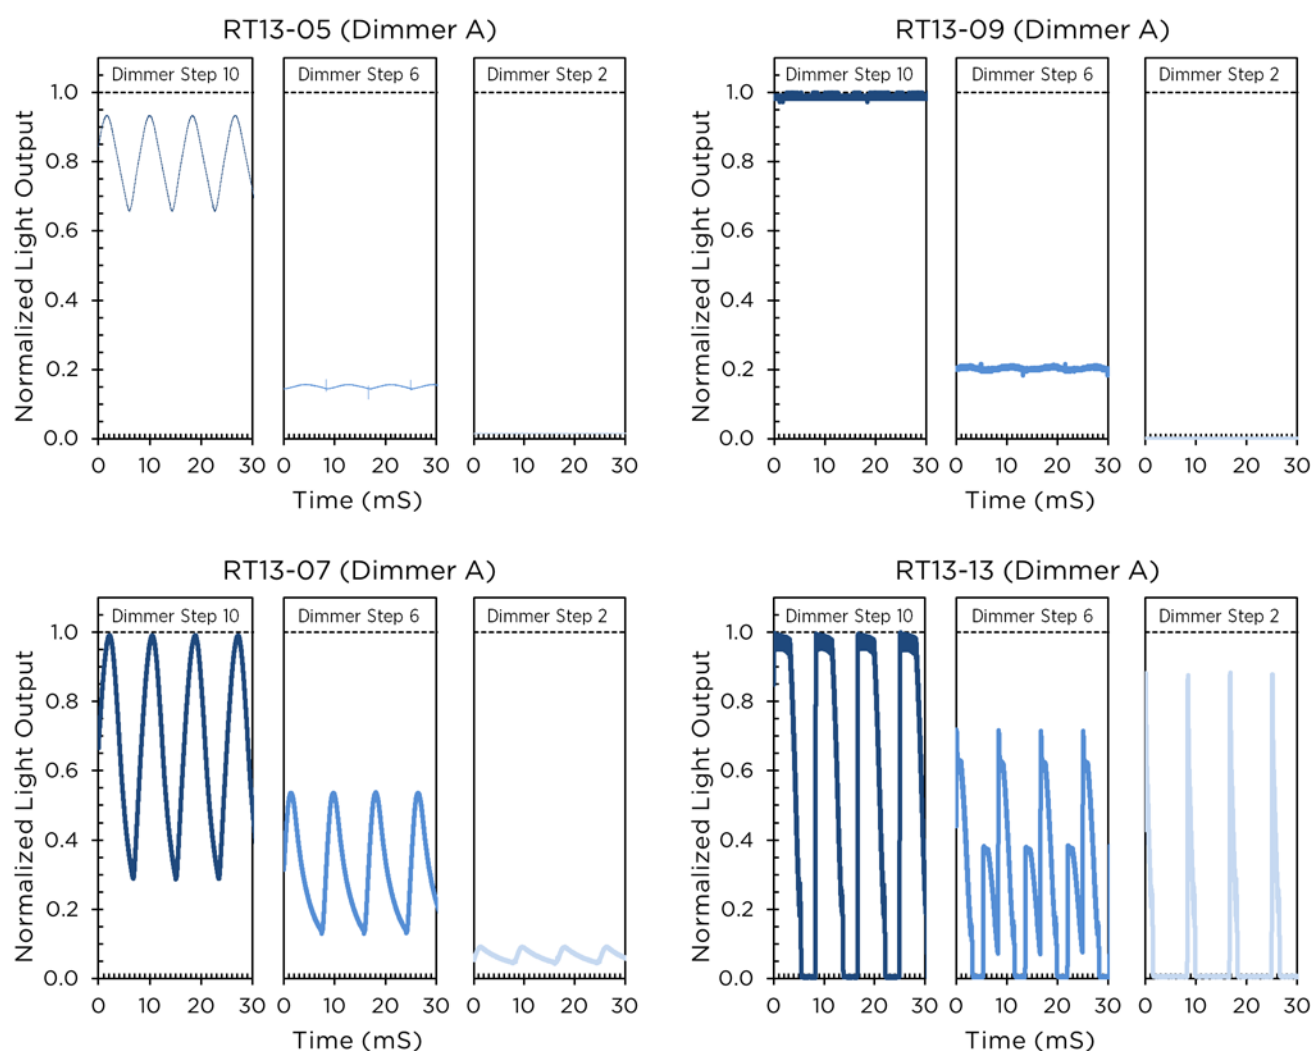 RT13-05 (Dimmer A)
Dimmer Step 10
Dimmer Step 6
Dimmer Step 2
Normalized Light Output
1.0
0.8
0.6
0.4
0.2
0.0
0 10 20 30
0 10 20 30
0 10 20 30
Time (mS)
RT13-09 (Dimmer A)
Dimmer Step 10
Dimmer Step 6
Dimmer Step 2
Normalized Light Output
1.0
0.8
0.6
0.4
0.2
0.0
0 10 20 30
0 10 20 30
0 10 20 30
Time (mS)
RT13-07 (Dimmer A)
Dimmer Step 10
Dimmer Step 6
Dimmer Step 2
Normalized Light Output
1.0
0.8
0.6
0.4
0.2
0.0
0 10 20 30
0 10 20 30
0 10 20 30
Time (mS)
RT13-13 (Dimmer A)
Dimmer Step 10
Dimmer Step 6
Dimmer Step 2
Normalized Light Output
1.0
0.8
0.6
0.4
0.2
0.0
0 10 20 30
0 10 20 30
0 10 20 30
Time (mS)